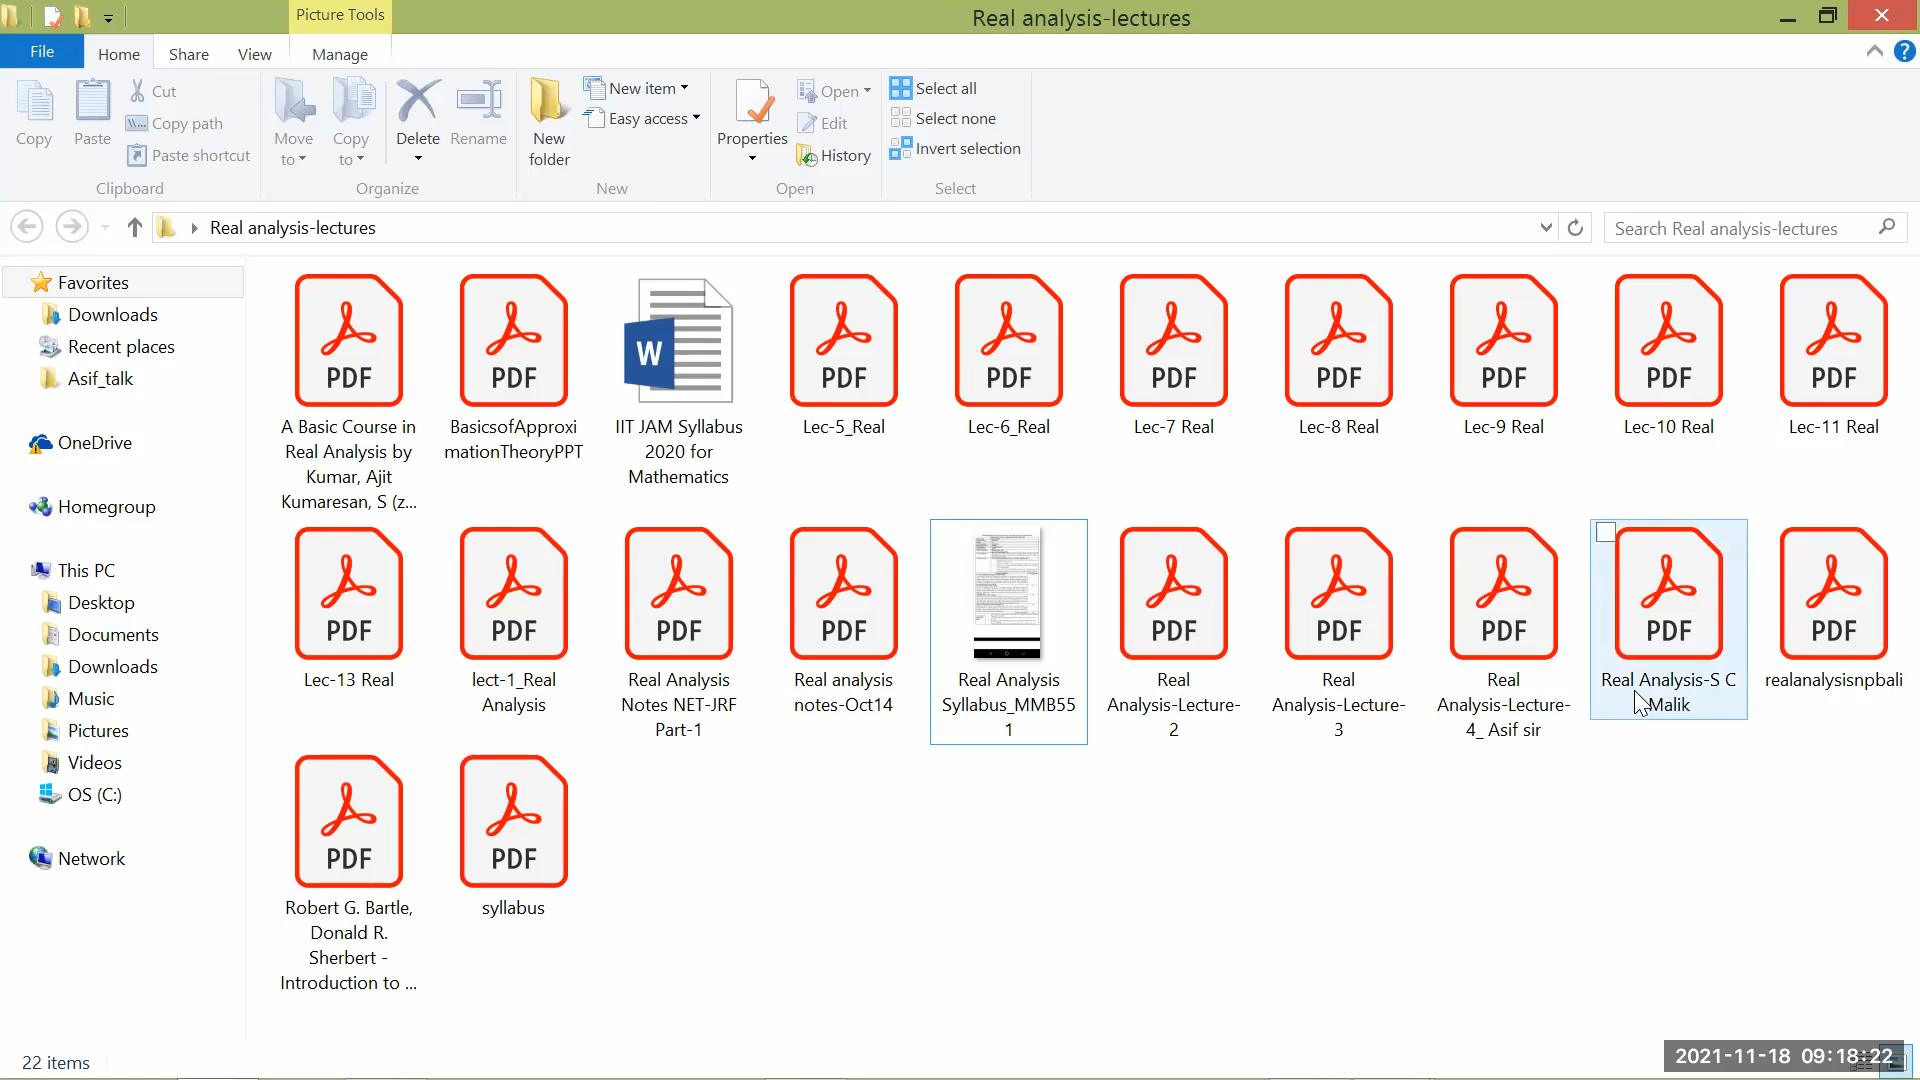 Picture Tools
Real analysis-lectures
File
Home
Share
View
Manage
Copy
Paste
Cut
Copy path
Paste shortcut
Clipboard
Move to
Copy to
Delete
Rename
Organize
New folder
New item
Easy access
New
Properties
Open
Edit
History
Open
Select all
Select none
Invert selection
Select
Real analysis-lectures
Search Real analysis-lectures
Favorites
Downloads
Recent places
Asif_talk
OneDrive
Homegroup
This PC
Desktop
Documents
Downloads
Music
Pictures
Videos
OS (C:)
Network
PDF
A Basic Course in
Real Analysis by
Kumar, Ajit
Kumaresan, S (z...
PDF
BasicsofApproxi
mationTheoryPPT
W
IIT JAM Syllabus
2020 for
Mathematics
PDF
Lec-5_Real
PDF
Lec-6_Real
PDF
Lec-7 Real
PDF
Lec-8 Real
PDF
Lec-9 Real
PDF
Lec-10 Real
PDF
Lec-11 Real
PDF
Lec-13 Real
PDF
lect-1_Real
Analysis
PDF
Real Analysis
Notes NET-JRF
Part-1
PDF
Real analysis
notes-Oct14
Real Analysis
Syllabus_MMB55
1
PDF
Real
Analysis-Lecture-
2
PDF
Real
Analysis-Lecture-
3
PDF
Real
Analysis-Lecture-
4_ Asif sir
PDF
Real Analysis-S C
Malik
PDF
realanalysisnpbali
PDF
Robert G. Bartle,
Donald R.
Sherbert -
Introduction to ...
PDF
syllabus
22 items
2021-11-18 09:18:22